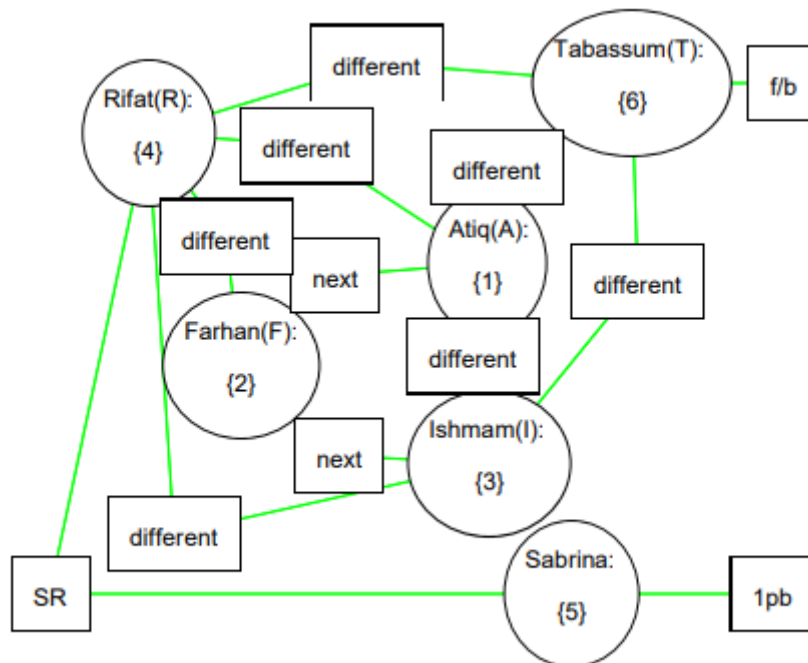 Tabassum(T):
{6}
different
f/b
Rifat(R):
{4}
different
different
different
Atiq(A):
{1}
next
different
Farhan(F):
{2}
different
Ishmam(I):
{3}
next
different
Sabrina:
{5}
SR
1pb